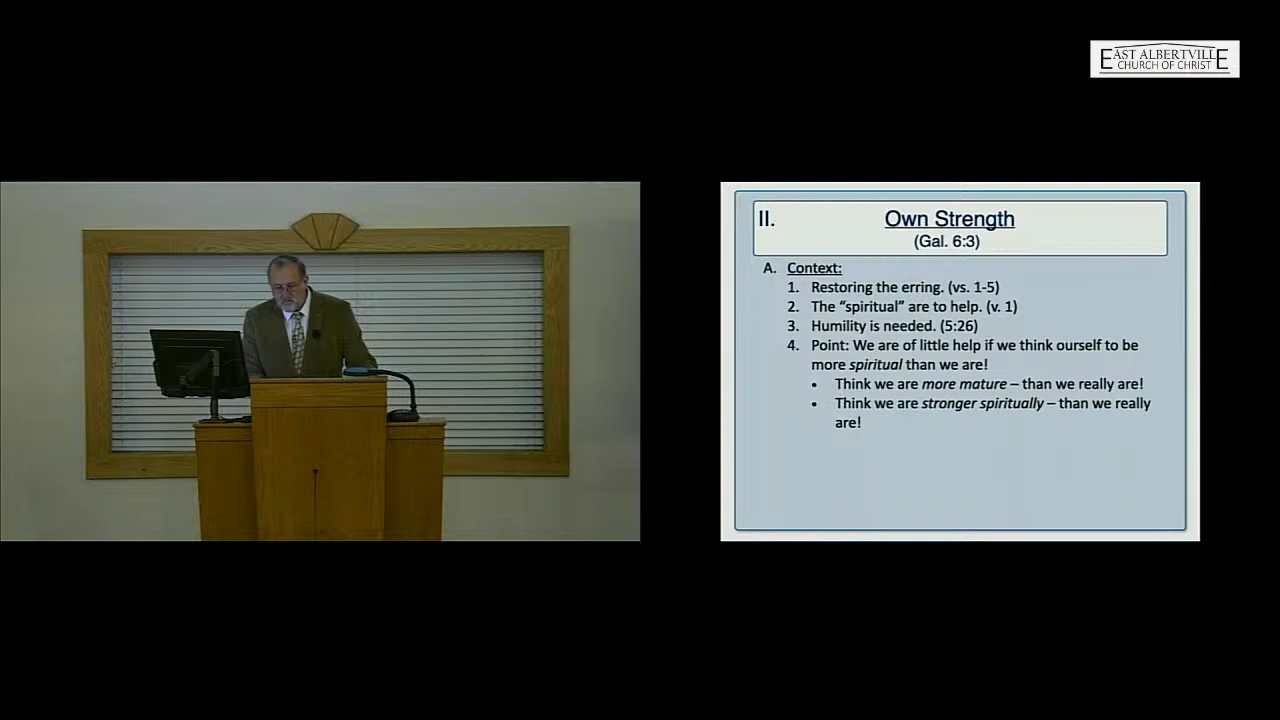 EAST ALBERTVILLE
CHURCH OF CHRIST
II. Own Strength
(Gal. 6:3)
A. Context:
1. Restoring the erring. (vs. 1-5)
2. The “spiritual” are to help. (v. 1)
3. Humility is needed. (5:26)
4. Point: We are of little help if we think ourself to be
more spiritual than we are!
• Think we are more mature – than we really are!
• Think we are stronger spiritually – than we really
are!